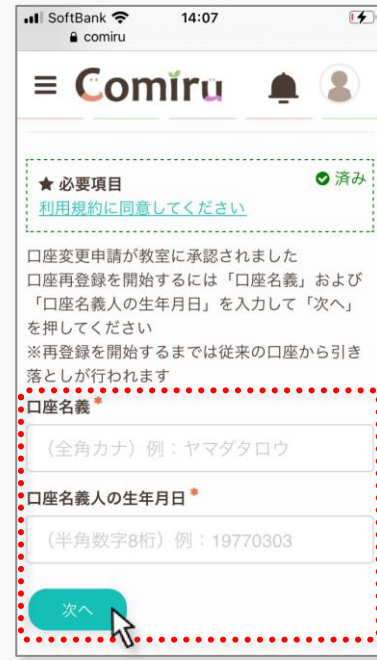 SoftBank 14:07
comiru
Comiru
★ 必要項目
済み
利用規約に同意してください
口座変更申請が教室に承認されました
口座再登録を開始するには「口座名義」および
「口座名義人の生年月日」を入力して「次へ」
を押してください
※再登録を開始するまでは従来の口座から引き
落としが行われます
口座名義*
（全角カナ）例：ヤマダタロウ
口座名義人の生年月日*
（半角数字8桁）例：19770303
次へ